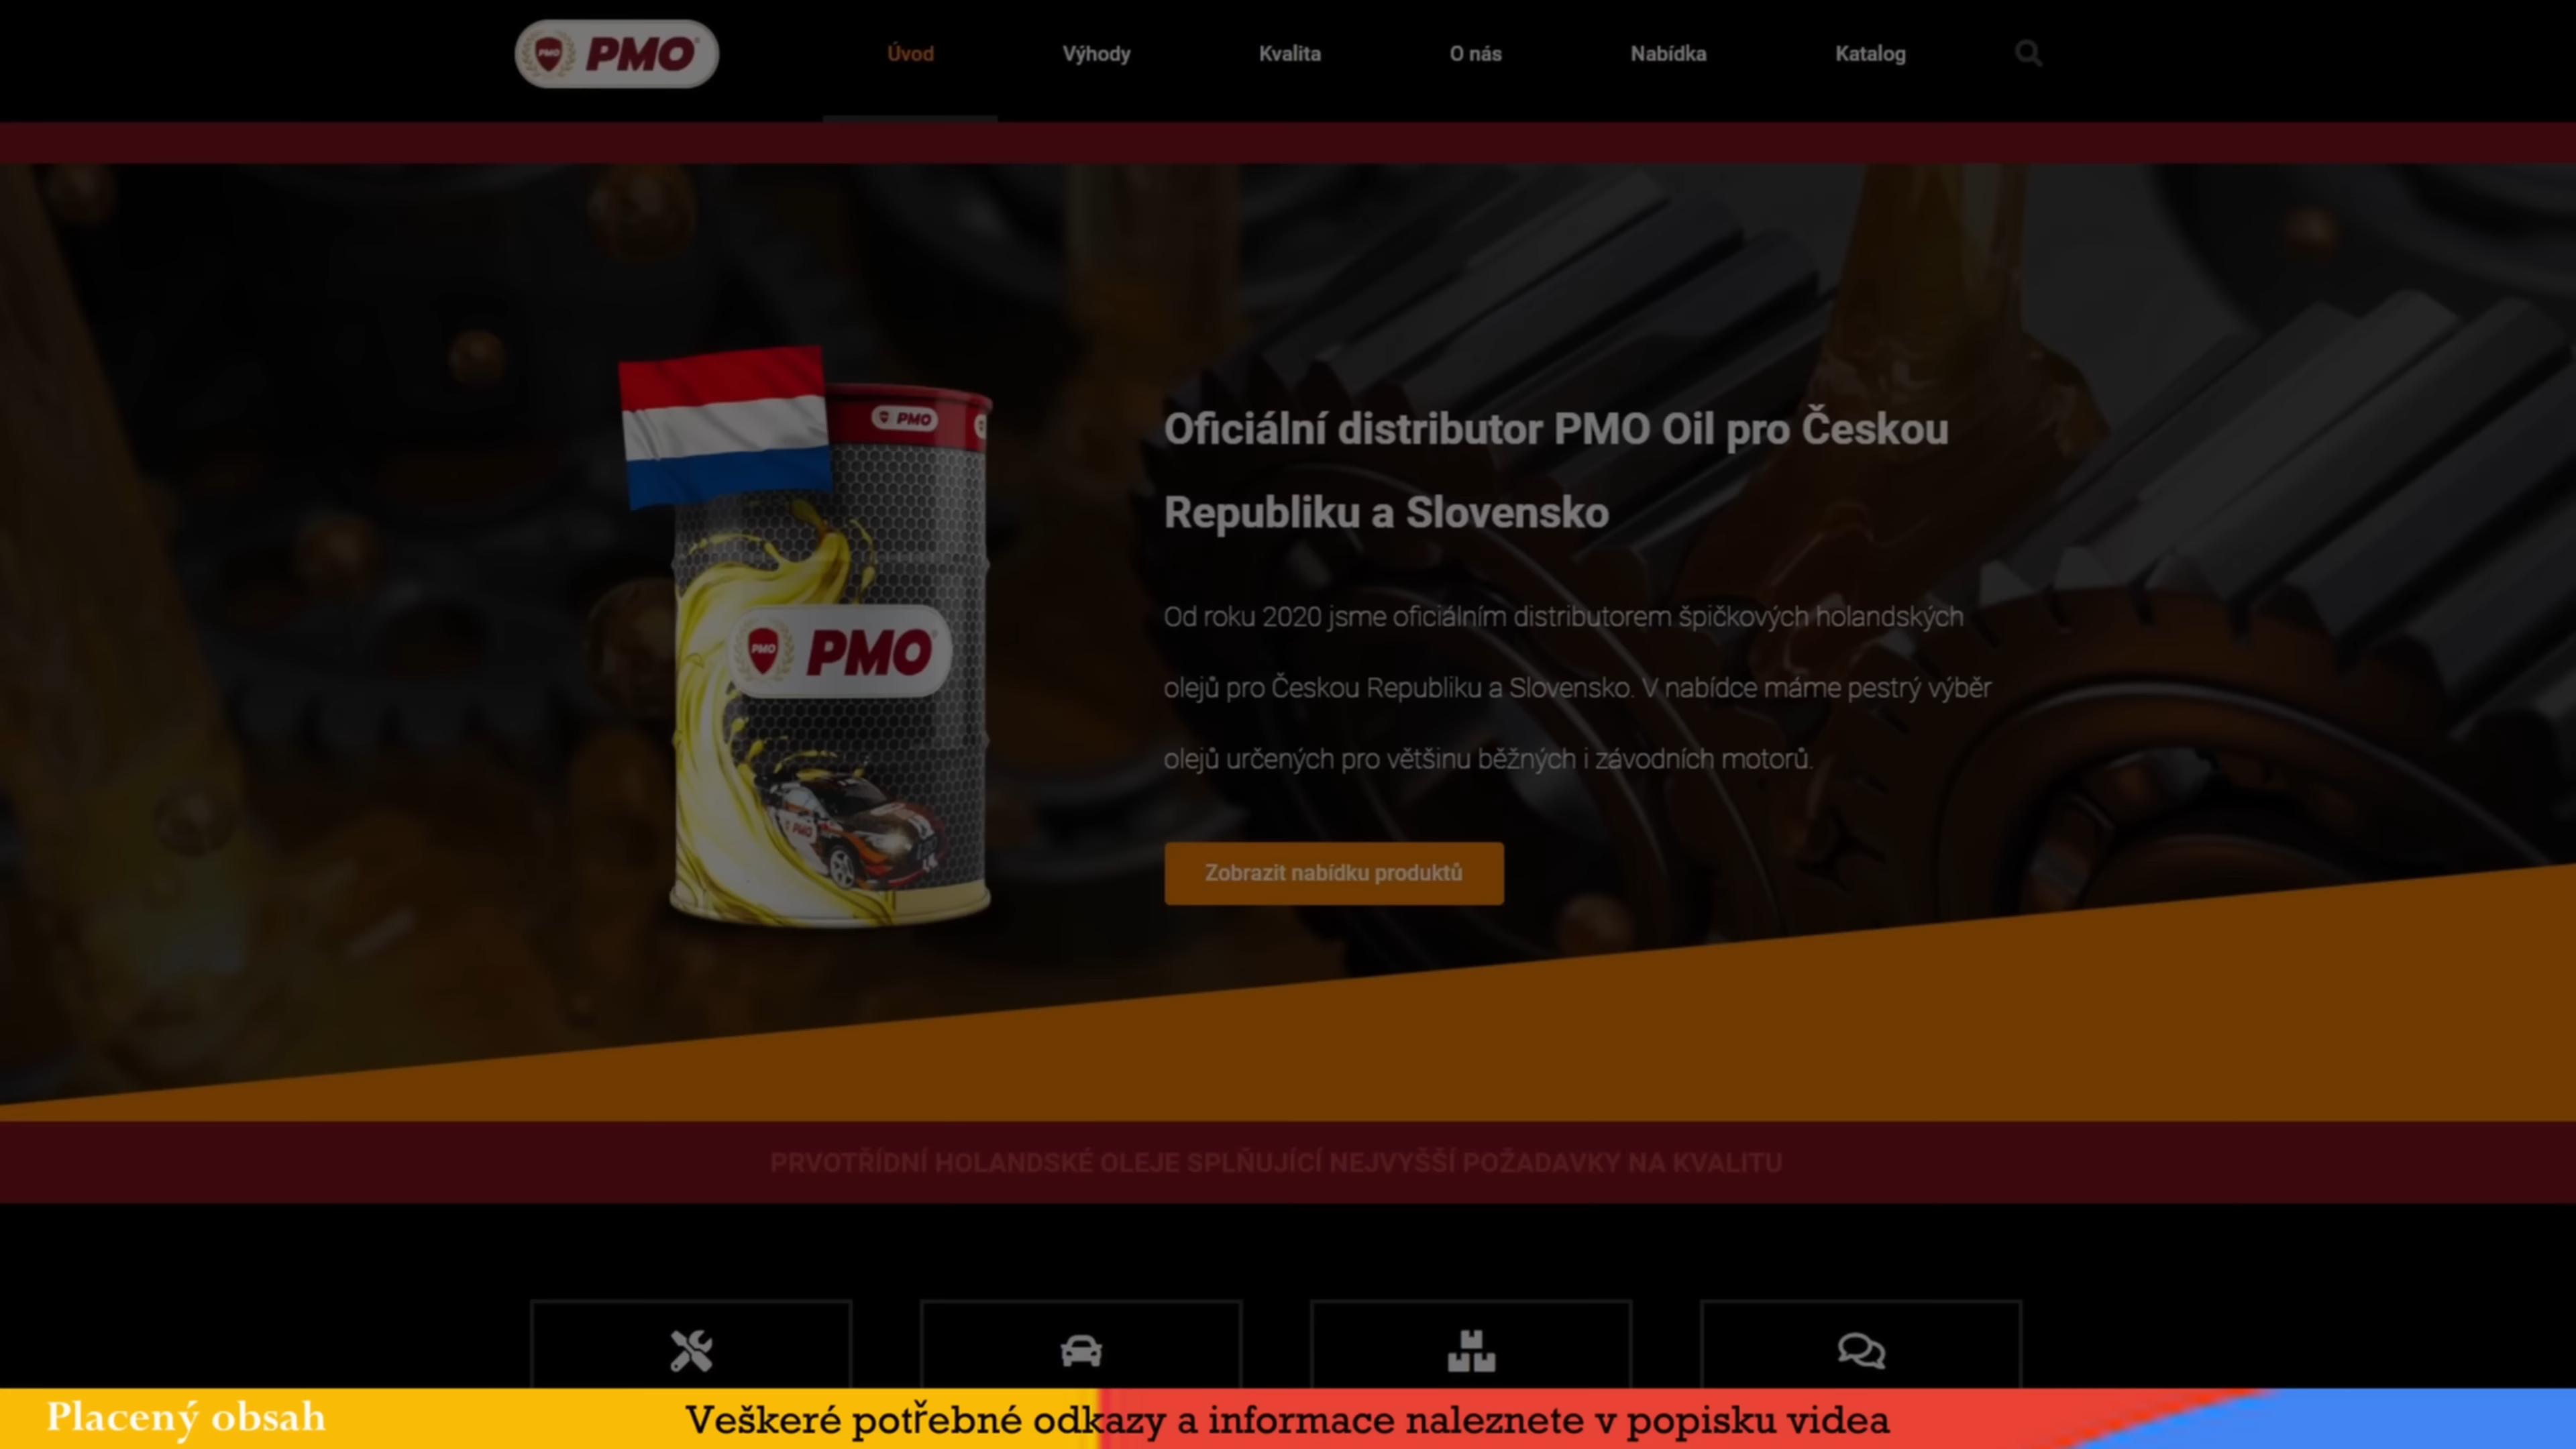 PMO PMO
Úvod Výhody Kvalita O nás Nabídka Katalog
PMO
PMO PMO
PMO
Oficiální distributor PMO Oil pro Českou
Republiku a Slovensko
Od roku 2020 jsme oficiálním distributorem špičkových holandských
olejů pro Českou Republiku a Slovensko. V nabídce máme pestrý výběr
olejů určených pro většinu běžných i závodních motorů.
Zobrazit nabídku produktů
PRVOTŘÍDNÍ HOLANDSKÉ OLEJE SPLŇUJÍCÍ NEJVYŠŠÍ POŽADAVKY NA KVALITU
Placený obsah
Veškeré potřebné odkazy a informace naleznete v popisku videa